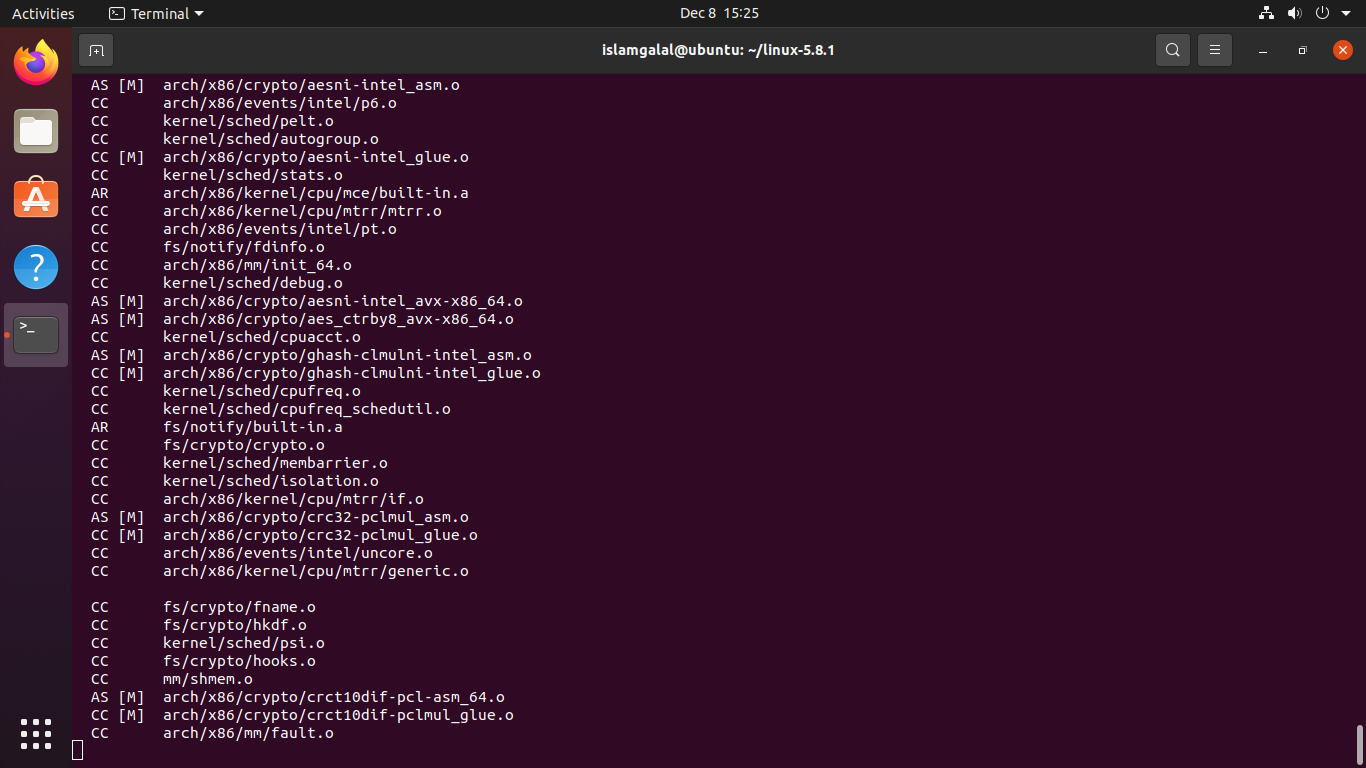 Activities Terminal Dec 8 15:25
islamgalal@ubuntu: ~/linux-5.8.1
AS [M] arch/x86/crypto/aesni-intel_asm.o
CC arch/x86/events/intel/p6.o
CC kernel/sched/pelt.o
CC kernel/sched/autogroup.o
CC [M] arch/x86/crypto/aesni-intel_glue.o
CC kernel/sched/stats.o
AR arch/x86/kernel/cpu/mce/built-in.a
CC arch/x86/kernel/cpu/mtrr/mtrr.o
CC arch/x86/events/intel/pt.o
CC fs/notify/fdinfo.o
CC arch/x86/mm/init_64.o
CC kernel/sched/debug.o
AS [M] arch/x86/crypto/aesni-intel_avx-x86_64.o
AS [M] arch/x86/crypto/aes_ctrby8_avx-x86_64.o
CC kernel/sched/cpuacct.o
AS [M] arch/x86/crypto/ghash-clmulni-intel_asm.o
CC [M] arch/x86/crypto/ghash-clmulni-intel_glue.o
CC kernel/sched/cpufreq.o
CC kernel/sched/cpufreq_schedutil.o
AR fs/notify/built-in.a
CC fs/crypto/crypto.o
CC kernel/sched/membarrier.o
CC kernel/sched/isolation.o
CC arch/x86/kernel/cpu/mtrr/if.o
AS [M] arch/x86/crypto/crc32-pclmul_asm.o
CC [M] arch/x86/crypto/crc32-pclmul_glue.o
CC arch/x86/events/intel/uncore.o
CC arch/x86/kernel/cpu/mtrr/generic.o
CC fs/crypto/fname.o
CC fs/crypto/hkdf.o
CC kernel/sched/psi.o
CC fs/crypto/hooks.o
CC mm/shmem.o
AS [M] arch/x86/crypto/crct10dif-pcl-asm_64.o
CC [M] arch/x86/crypto/crct10dif-pclmul_glue.o
CC arch/x86/mm/fault.o